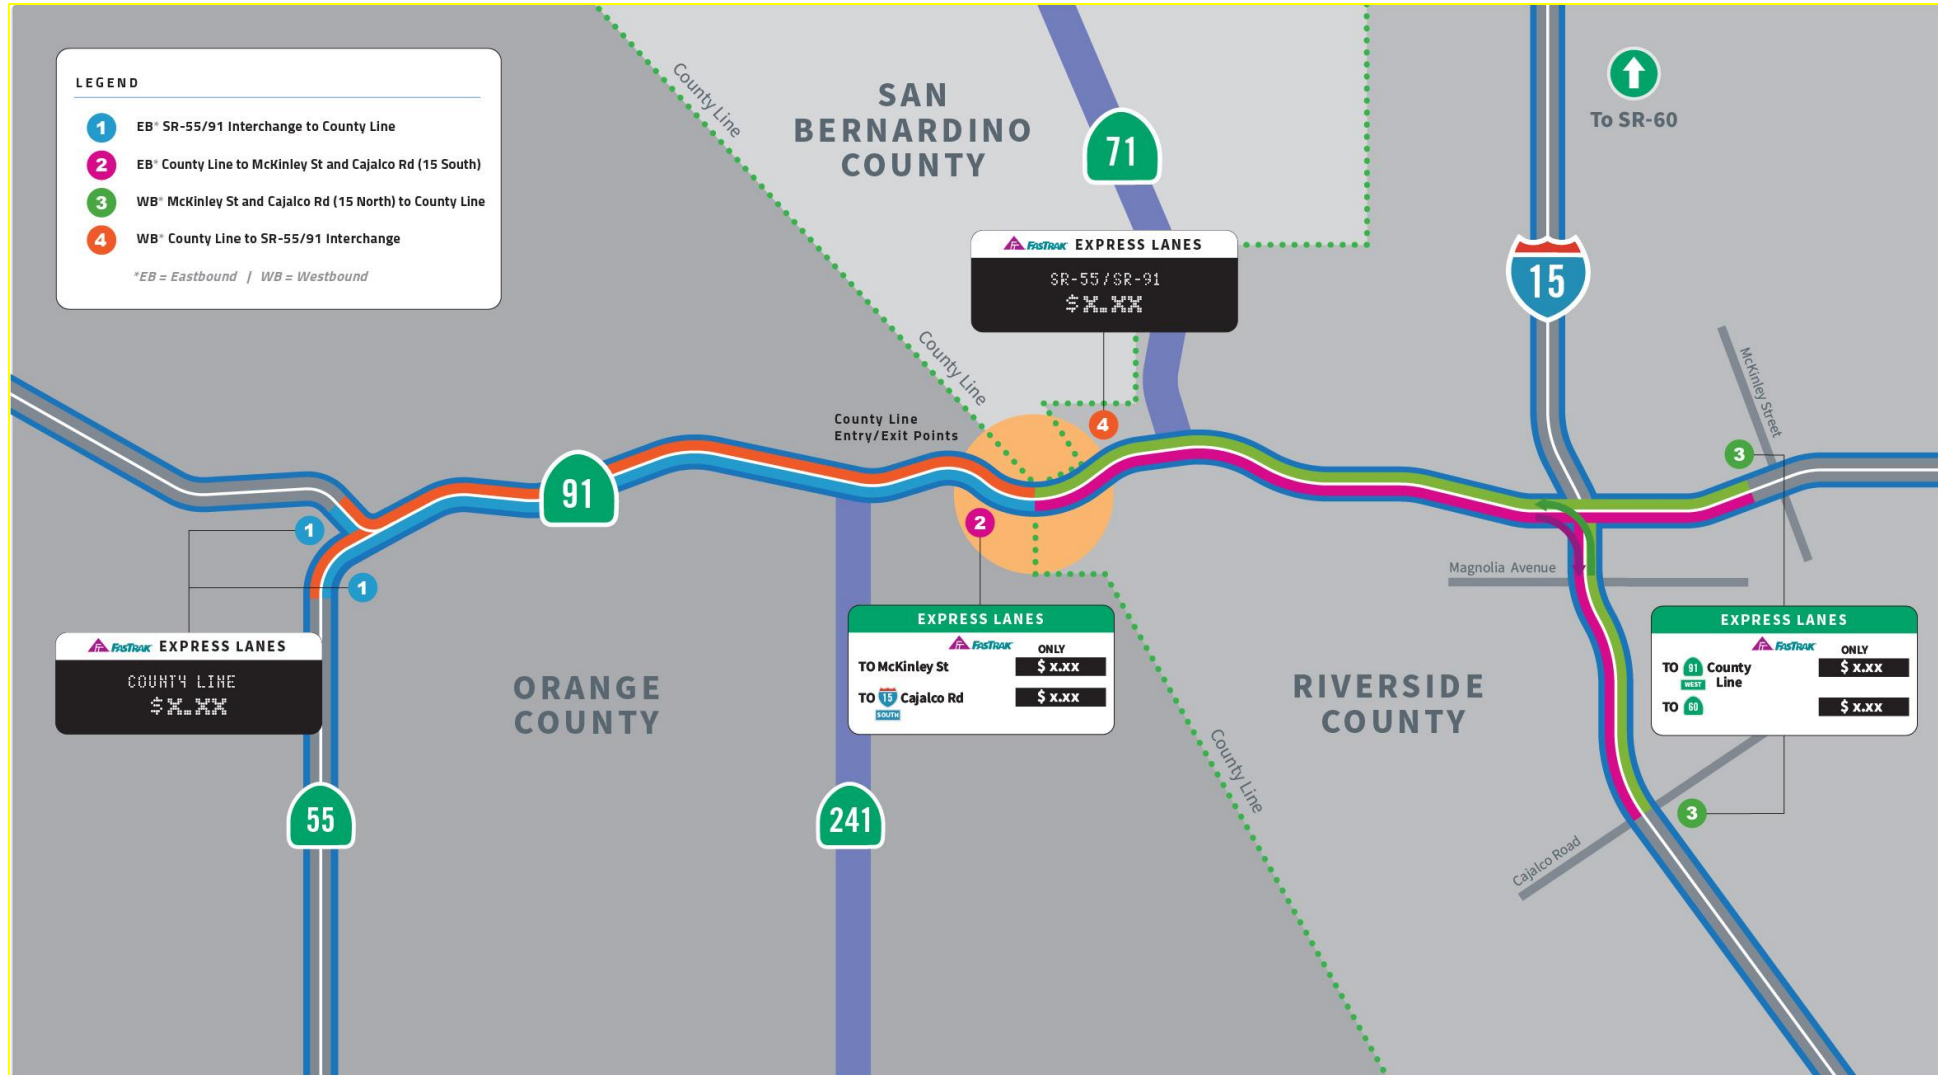 LEGEND
1 EB* SR-55/91 Interchange to County Line
2 EB* County Line to McKinley St and Cajalco Rd (15 South)
3 WB* McKinley St and Cajalco Rd (15 North) to County Line
4 WB* County Line to SR-55/91 Interchange
*EB = Eastbound | WB = Westbound
County Line
SAN
BERNARDINO
COUNTY
71
To SR-60
FASTRAK EXPRESS LANES
SR-55/SR-91
$X.XX
15
County Line
McKinley Street
County Line
Entry/Exit Points
4
3
91
2
1
1
Magnolia Avenue
FASTRAK EXPRESS LANES
COUNTY LINE
$X.XX
EXPRESS LANES
FASTRAK ONLY
TO McKinley St $ x.xx
TO 15 Cajalco Rd $ x.xx
SOUTH
EXPRESS LANES
FASTRAK ONLY
TO 91 County $ x.xx
WEST Line
TO 60 $ x.xx
ORANGE
COUNTY
RIVERSIDE
COUNTY
County Line
55
241
3
Cajalco Road